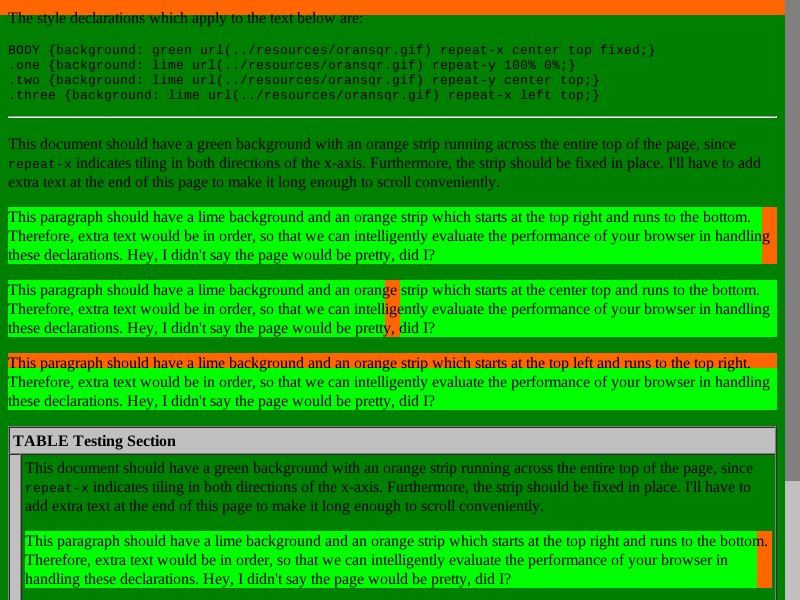 The style declarations which apply to the text below are:
BODY {background: green url(../resources/oransqr.gif) repeat-x center top fixed;}
.one {background: lime url(../resources/oransqr.gif) repeat-y 100% 0%;}
.two {background: lime url(../resources/oransqr.gif) repeat-y center top;}
.three {background: lime url(../resources/oransqr.gif) repeat-x left top;}
This document should have a green background with an orange strip running across the entire top of the page, since
repeat-x indicates tiling in both directions of the x-axis. Furthermore, the strip should be fixed in place. I'll have to add
extra text at the end of this page to make it long enough to scroll conveniently.
This paragraph should have a lime background and an orange strip which starts at the top right and runs to the bottom.
Therefore, extra text would be in order, so that we can intelligently evaluate the performance of your browser in handling
these declarations. Hey, I didn't say the page would be pretty, did I?
This paragraph should have a lime background and an orange strip which starts at the center top and runs to the bottom.
Therefore, extra text would be in order, so that we can intelligently evaluate the performance of your browser in handling
these declarations. Hey, I didn't say the page would be pretty, did I?
This paragraph should have a lime background and an orange strip which starts at the top left and runs to the top right.
Therefore, extra text would be in order, so that we can intelligently evaluate the performance of your browser in handling
these declarations. Hey, I didn't say the page would be pretty, did I?
TABLE Testing Section
This document should have a green background with an orange strip running across the entire top of the page, since
repeat-x indicates tiling in both directions of the x-axis. Furthermore, the strip should be fixed in place. I'll have to
add extra text at the end of this page to make it long enough to scroll conveniently.
This paragraph should have a lime background and an orange strip which starts at the top right and runs to the bottom.
Therefore, extra text would be in order, so that we can intelligently evaluate the performance of your browser in
handling these declarations. Hey, I didn't say the page would be pretty, did I?